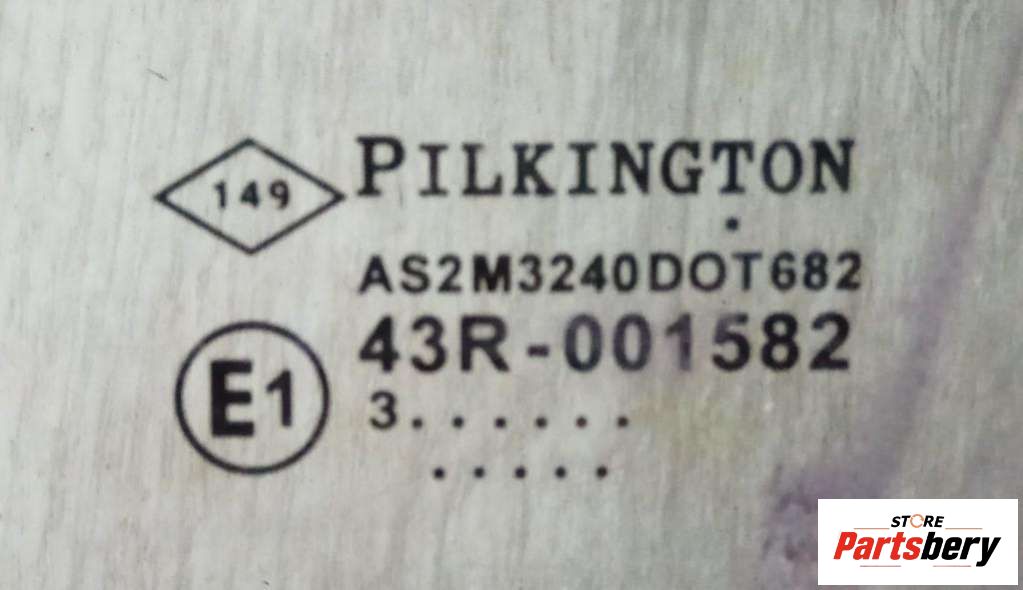 149
PILKINGTON
.
AS2M3240DOT682
E1
43R-001582
3......
.....
STORE
Partsbery